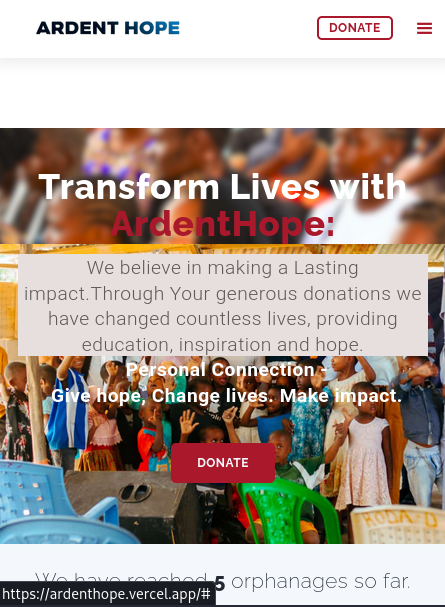 ARDENT HOPE
DONATE
Transform Lives with
ArdentHope:
We believe in making a Lasting
impact.Through Your generous donations we
have changed countless lives, providing
education, inspiration and hope.
Personal Connection -
Give hope, Change lives. Make impact.
DONATE
We have reached 5 orphanages so far.
https://ardenthope.vercel.app/#